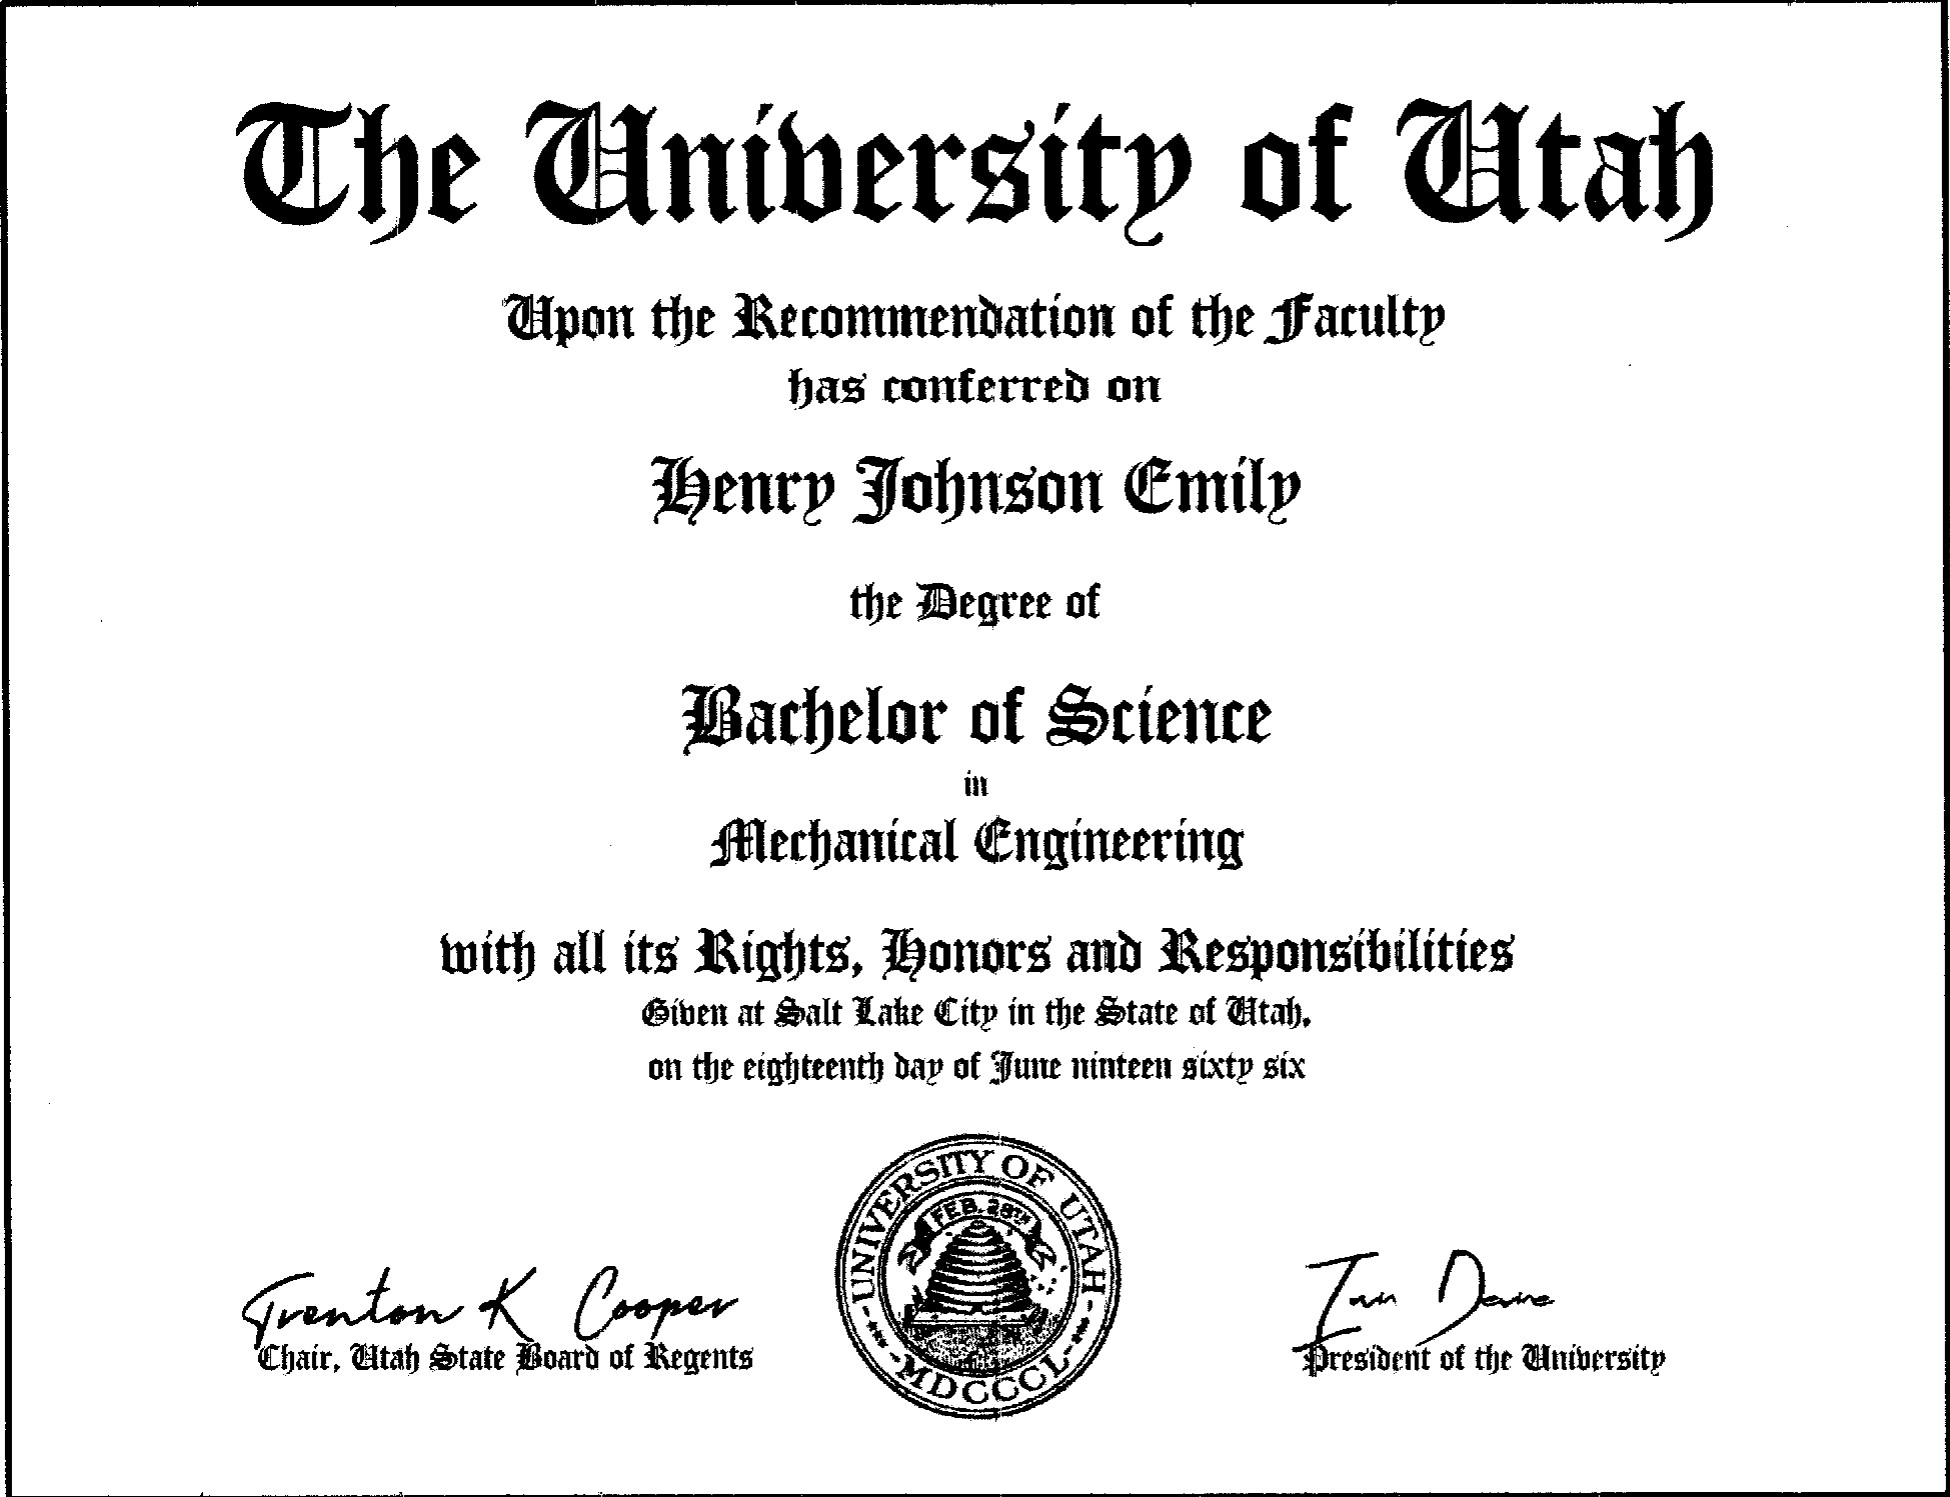 The University of Utah
Upon the Recommendation of the Faculty
has conferred on
Henry Johnson Emily
the Degree of
Bachelor of Science
in
Mechanical Engineering
with all its Rights, Honors and Responsibilities
Given at Salt Lake City in the State of Utah,
on the eighteenth day of June ninteen sixty six
UNIVERSITY OF UTAH
FEB. 28TH
MDCCCL
Trenton K Cooper
Chair, Utah State Board of Regents
President of the University